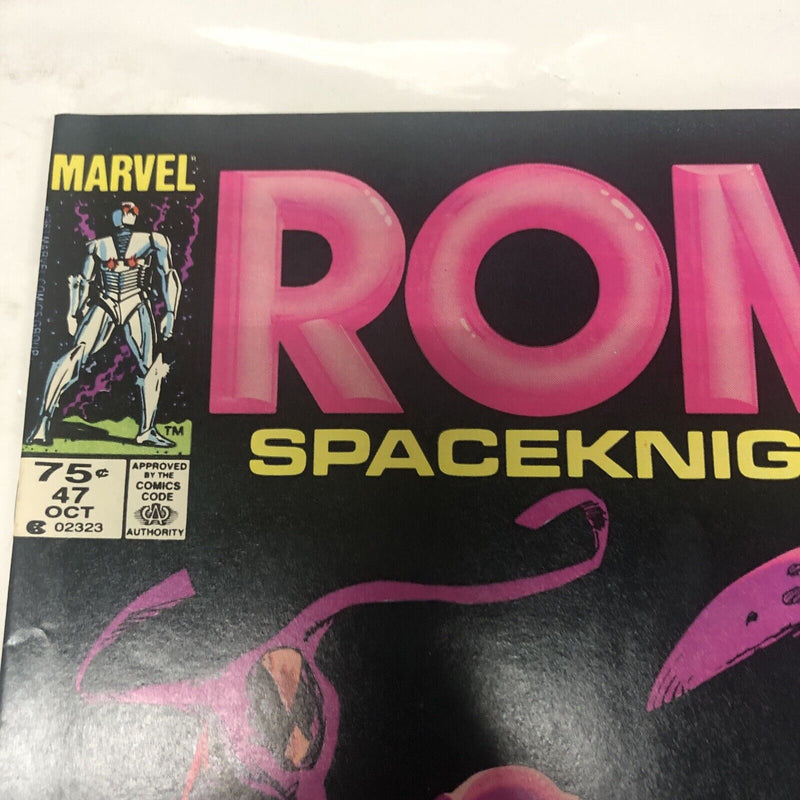 MARVEL
ROM
SPACEKNIG
TM
75¢
47
OCT
02323
APPROVED
BY THE
COMICS
CODE
AUTHORITY